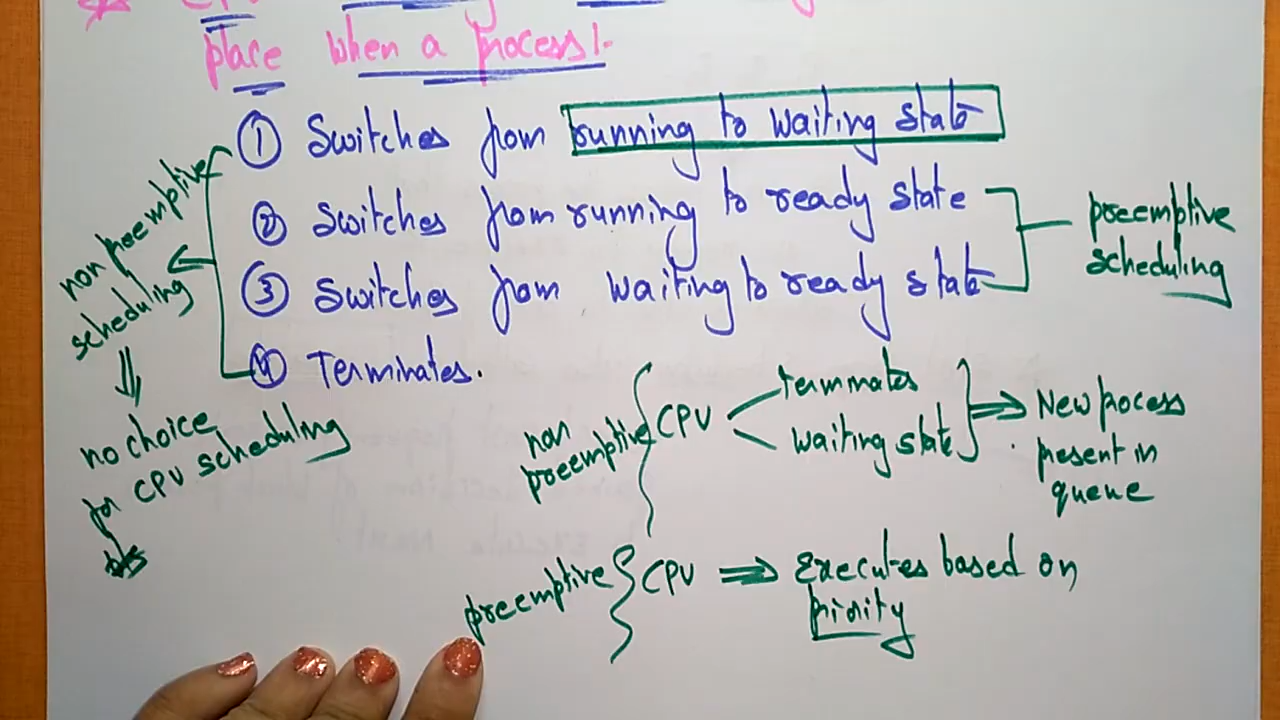 place when a process:-
① Switches from running to waiting state
② Switches from running to ready state
③ Switches from waiting to ready state
④ Terminates.
preemptive
scheduling
non preemptive
scheduling
no choice
for CPU scheduling
non
preemptive
CPU
terminates
waiting state
New process
present in
queue
preemptive
CPU ⇒ Executes based on
priority